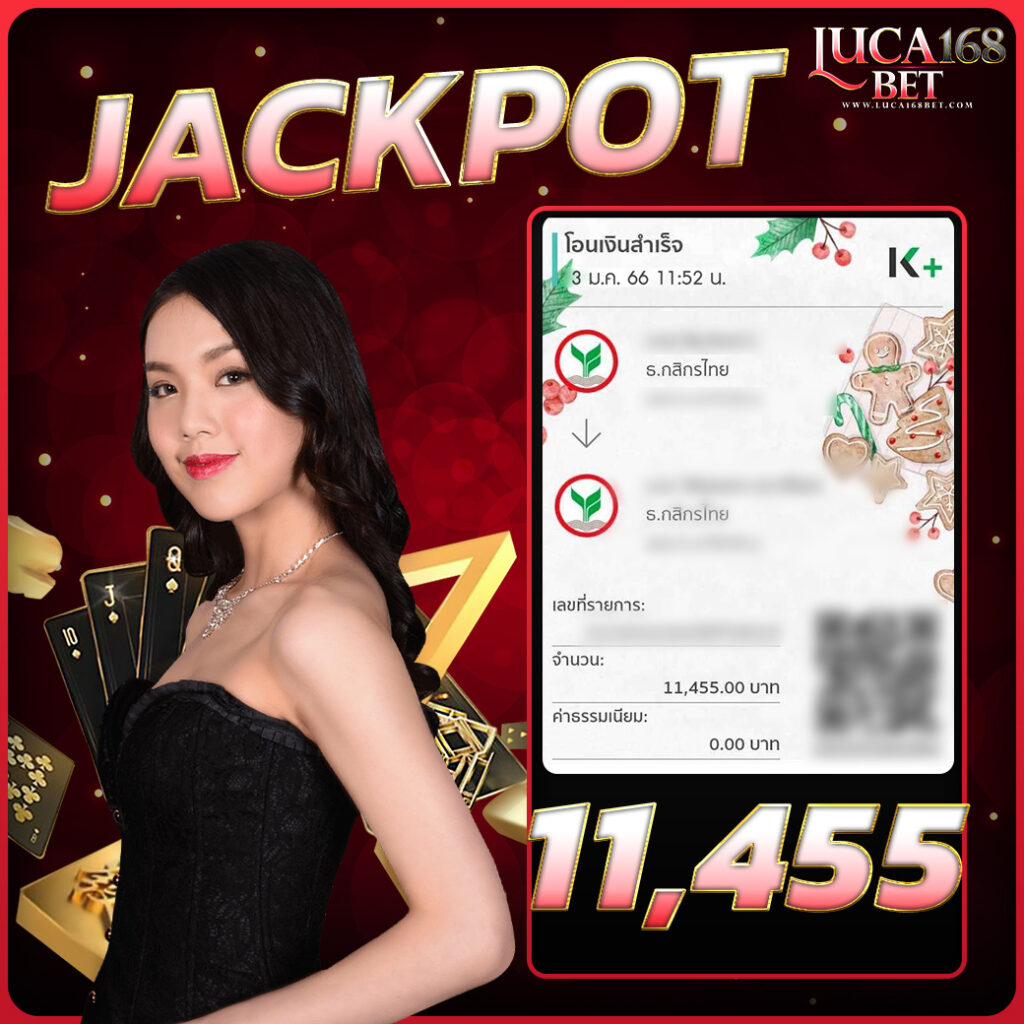 LUCA168
BET
WWW.LUCA168BET.COM
JACKPOT
โอนเงินสำเร็จ
3 ม.ค. 66 11:52 น.
K+
ธ.กสิกรไทย
ธ.กสิกรไทย
เลขที่รายการ:
จำนวน:
11,455.00 บาท
ค่าธรรมเนียม:
0.00 บาท
11,455
10
J
Q